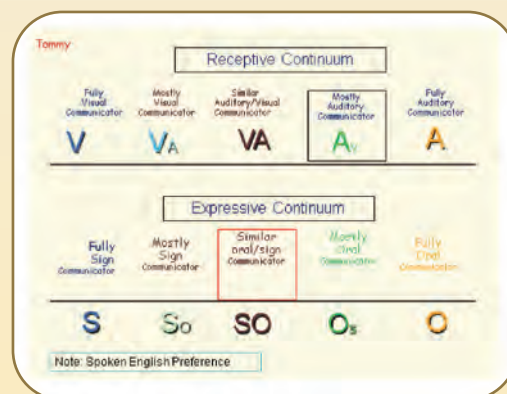 Tommy
Receptive Continuum
Fully
Visual
Communicator
V
Mostly
Visual
Communicator
VA
Similar
Auditory/Visual
Communicator
VA
Mostly
Auditory
Communicator
Av
Fully
Auditory
Communicator
A
Expressive Continuum
Fully
Sign
Communicator
S
Mostly
Sign
Communicator
So
Similar
oral/sign
Communicator
SO
Mostly
Oral
Communicator
Os
Fully
Oral
Communicator
O
Note: Spoken English Preference